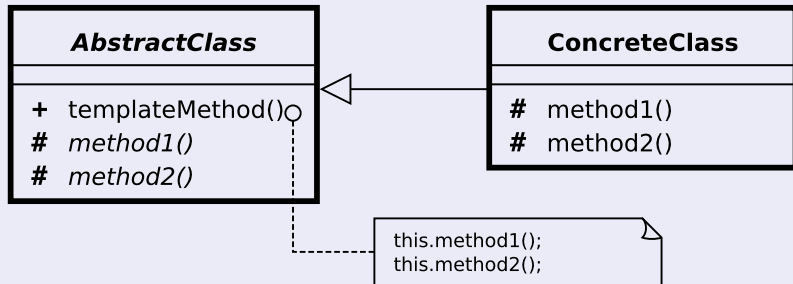 AbstractClass
+ templateMethod()
# method1()
# method2()
ConcreteClass
# method1()
# method2()
this.method1();
this.method2();